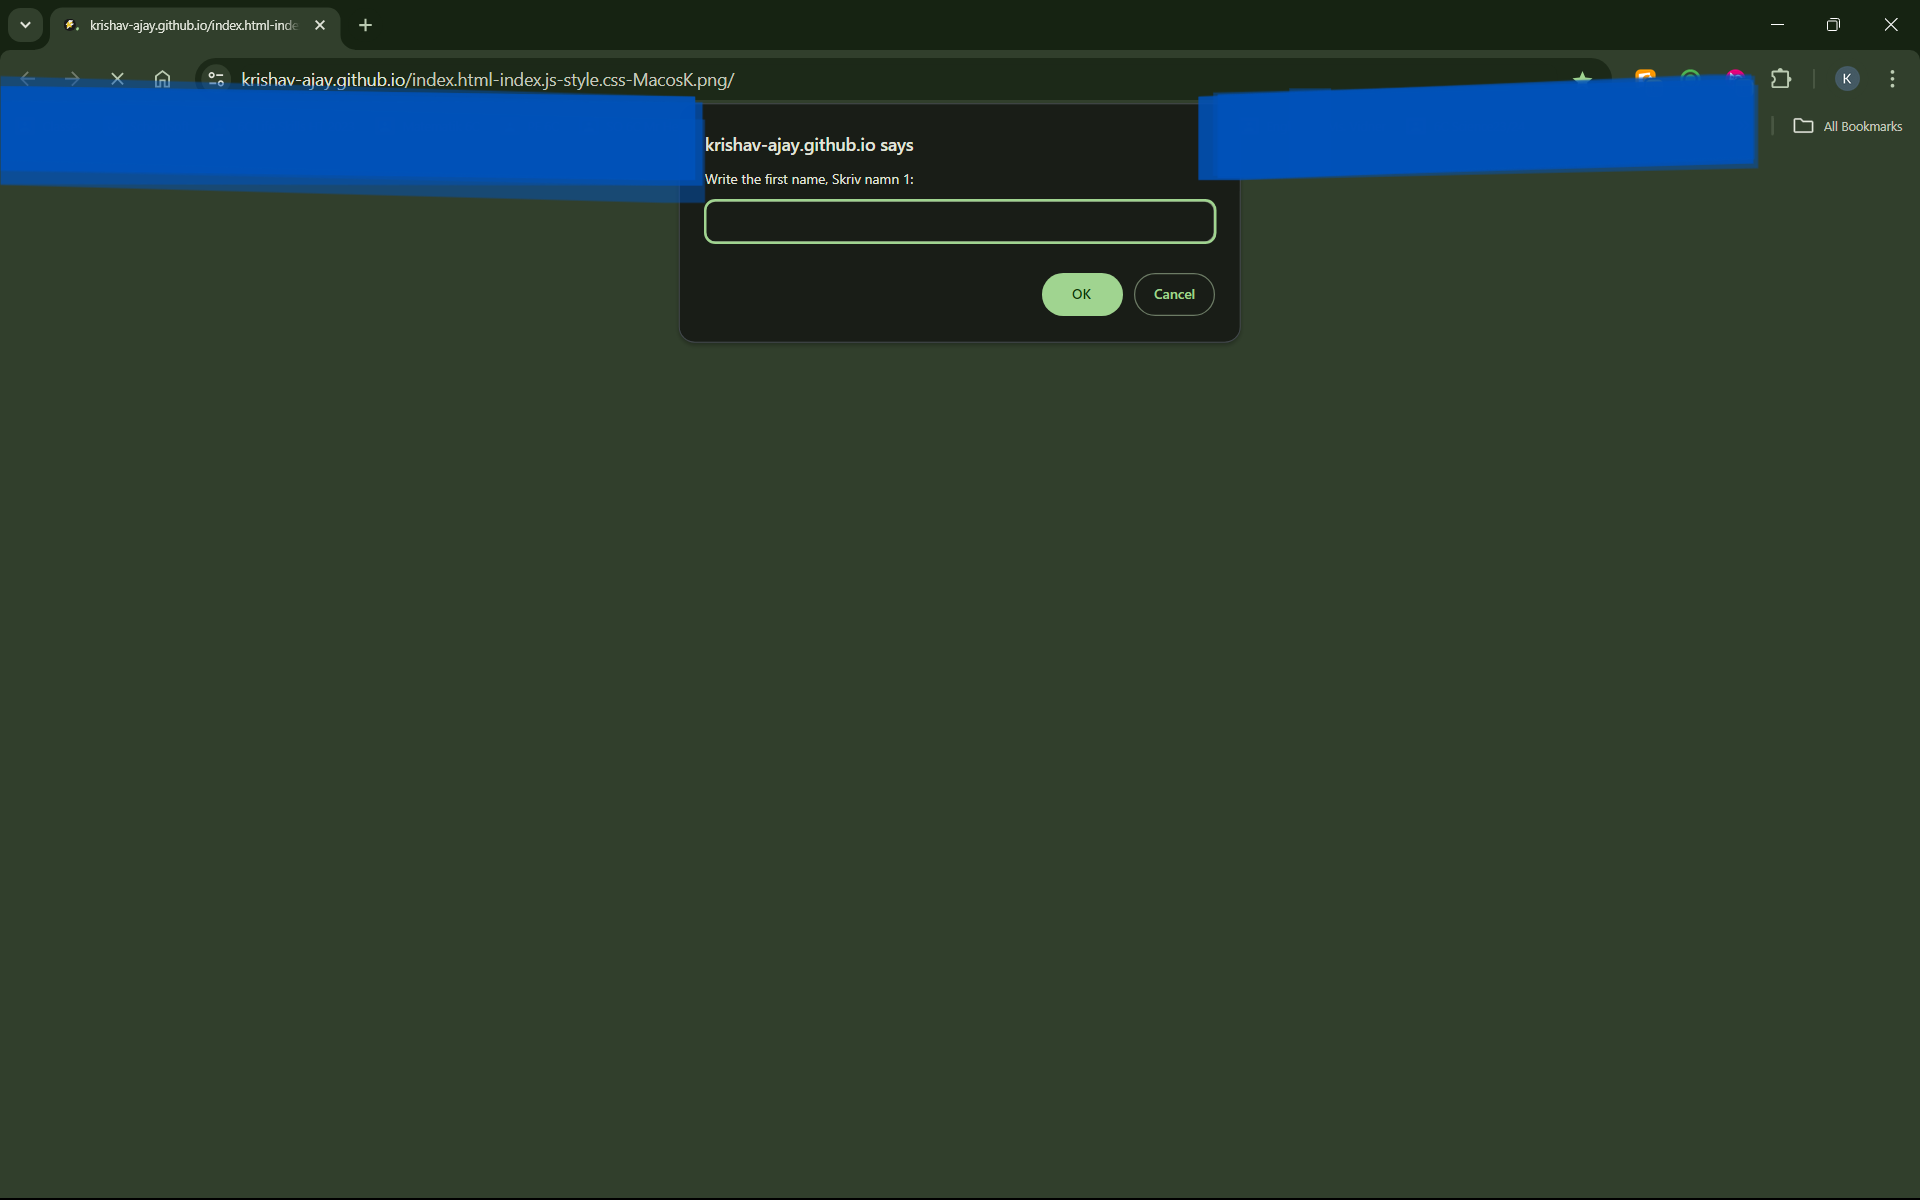 krishav-ajay.github.io/index.html-inde
krishav-ajay.github.io/index.html-index.js-style.css-MacosK.png/
K
All Bookmarks
krishav-ajay.github.io says
Write the first name, Skriv namn 1:
OK
Cancel